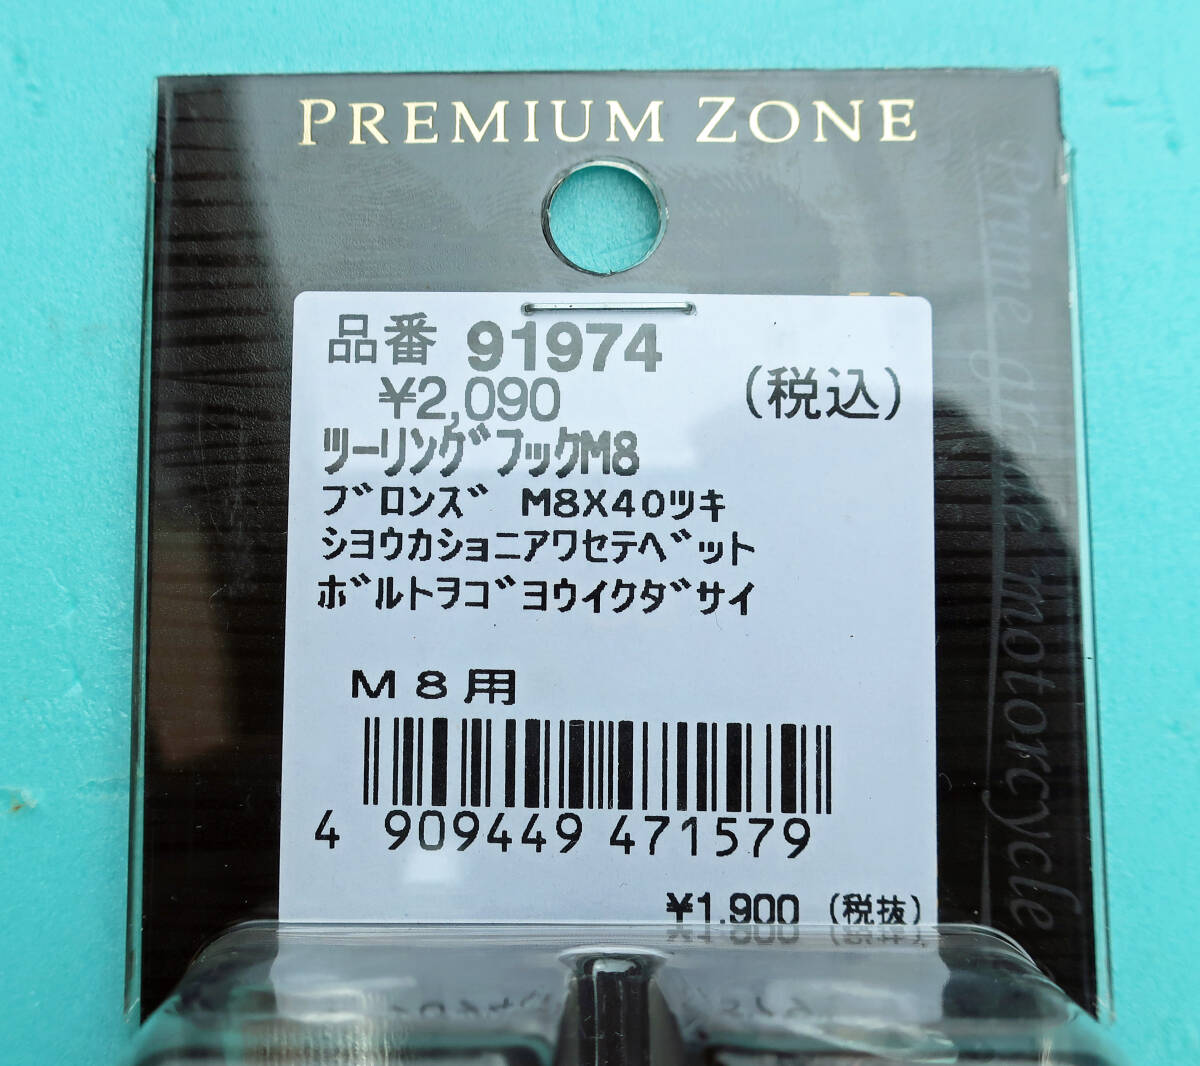 PREMIUM ZONE
品番 91974
¥2,090 (税込)
ﾂｰﾘﾝｸﾞﾌｯｸM8
ﾌﾞﾛﾝｽﾞ M8X40ﾂｷ
ｼﾖｳｶｼｮﾆｱﾜｾﾃﾍﾞｯﾄ
ﾎﾞﾙﾄｦｺﾞﾖｳｲｸﾀﾞｻｲ
M8用
4 909449 471579
¥1,900 (税抜)
Prime gride motorcycle